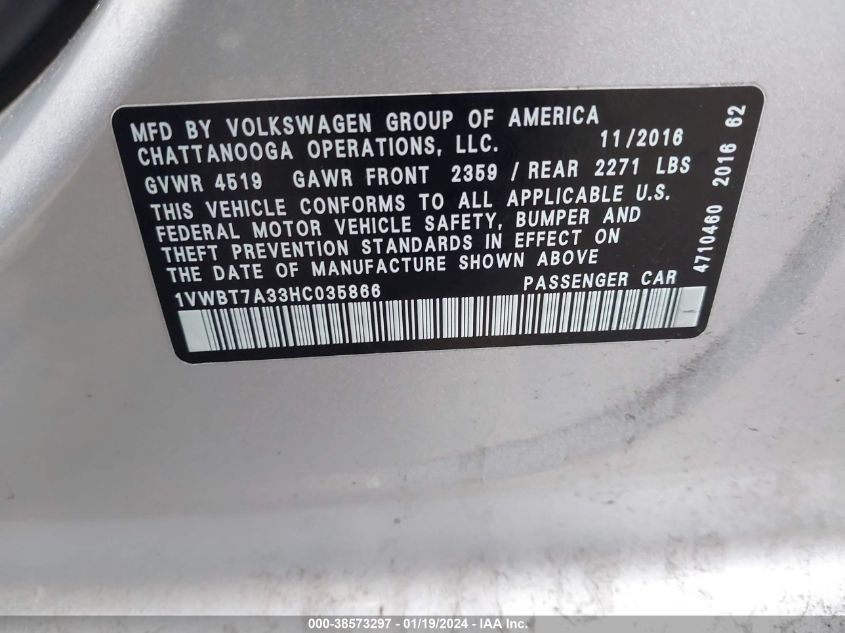 MFD BY VOLKSWAGEN GROUP OF AMERICA
CHATTANOOGA OPERATIONS, LLC. 11/2016
GVWR 4519 GAWR FRONT 2359 / REAR 2271 LBS
THIS VEHICLE CONFORMS TO ALL APPLICABLE U.S.
FEDERAL MOTOR VEHICLE SAFETY, BUMPER AND
THEFT PREVENTION STANDARDS IN EFFECT ON
THE DATE OF MANUFACTURE SHOWN ABOVE
1VWBT7A33HC035866 PASSENGER CAR
4710460 2016 62
000-38573297 - 01/19/2024 - IAA Inc.